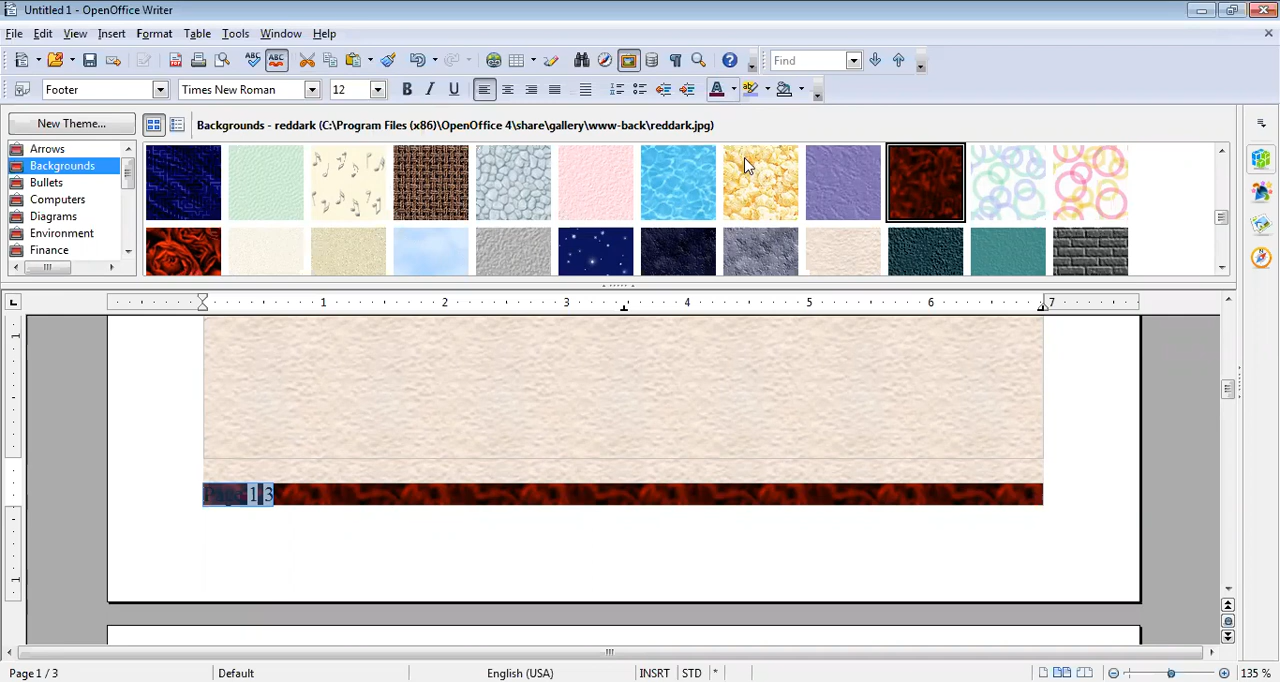 Untitled 1 - OpenOffice Writer
File Edit View Insert Format Table Tools Window Help
Find
Footer Times New Roman 12
New Theme... Backgrounds - reddark (C:\Program Files (x86)\OpenOffice 4\share\gallery\www-back\reddark.jpg)
Arrows
Backgrounds
Bullets
Computers
Diagrams
Environment
Finance
1 2 3 4 5 6 7
Page 1 3
Page 1 / 3 Default English (USA) INSRT STD * 135 %